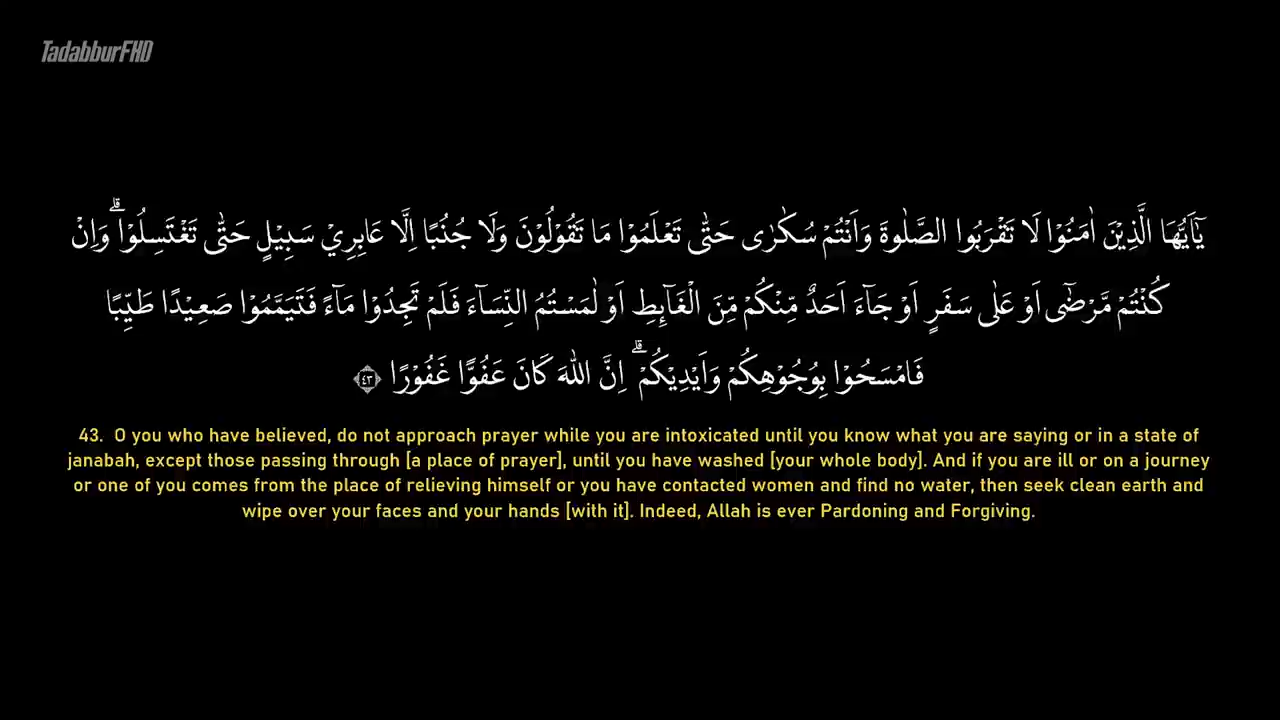 TadabburFHD
يٰٓاَيُّهَا الَّذِيْنَ اٰمَنُوْا لَا تَقْرَبُوا الصَّلٰوةَ وَاَنْتُمْ سُكٰرٰى حَتّٰى تَعْلَمُوْا مَا تَقُوْلُوْنَ وَلَا جُنُبًا اِلَّا عَابِرِيْ سَبِيْلٍ حَتّٰى تَغْتَسِلُوْاۗ وَاِنْ
كُنْتُمْ مَّرْضٰٓى اَوْ عَلٰى سَفَرٍ اَوْ جَاۤءَ اَحَدٌ مِّنْكُمْ مِّنَ الْغَاۤىِٕطِ اَوْ لٰمَسْتُمُ النِّسَاۤءَ فَلَمْ تَجِدُوْا مَاۤءً فَتَيَمَّمُوْا صَعِيْدًا طَيِّبًا
فَامْسَحُوْا بِوُجُوْهِكُمْ وَاَيْدِيْكُمْۗ اِنَّ اللّٰهَ كَانَ عَفُوًّا غَفُوْرًا ٤٣
43. O you who have believed, do not approach prayer while you are intoxicated until you know what you are saying or in a state of
janabah, except those passing through [a place of prayer], until you have washed [your whole body]. And if you are ill or on a journey
or one of you comes from the place of relieving himself or you have contacted women and find no water, then seek clean earth and
wipe over your faces and your hands [with it]. Indeed, Allah is ever Pardoning and Forgiving.